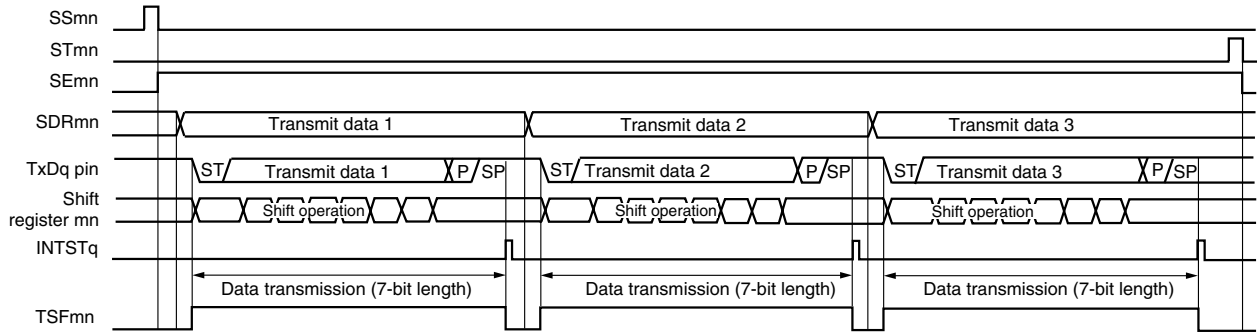 SSmn
STmn
SEmn
SDRmn Transmit data 1 Transmit data 2 Transmit data 3
TxDq pin ST Transmit data 1 P SP ST Transmit data 2 P SP ST Transmit data 3 P SP
Shift
register mn Shift operation Shift operation Shift operation
INTSTq
Data transmission (7-bit length) Data transmission (7-bit length) Data transmission (7-bit length)
TSFmn